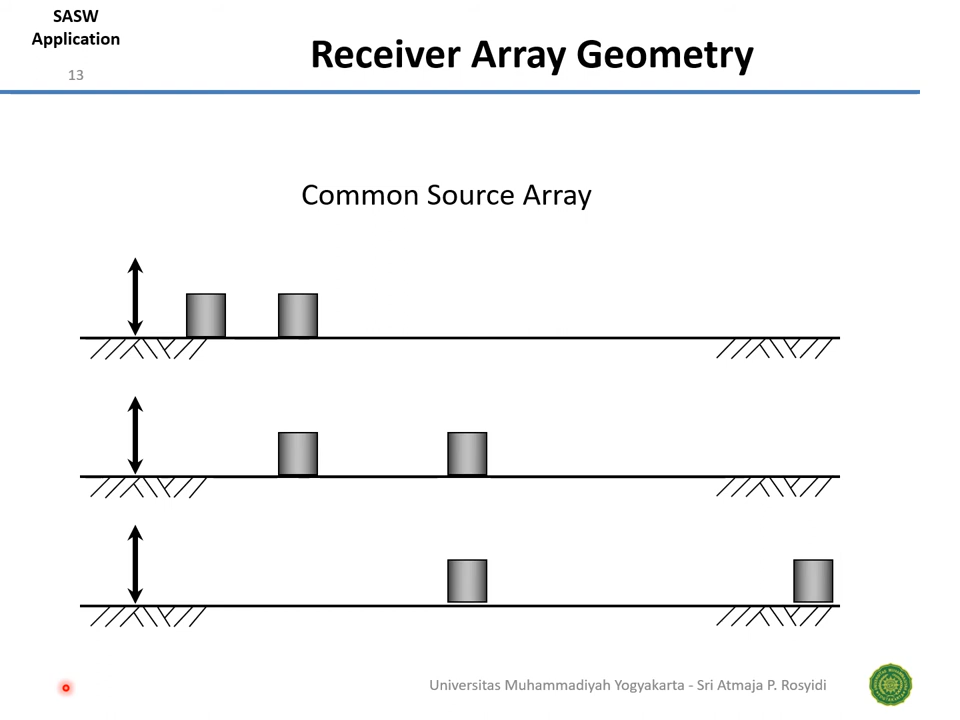 SASW
Application
13
Receiver Array Geometry
Common Source Array
Universitas Muhammadiyah Yogyakarta - Sri Atmaja P. Rosyidi